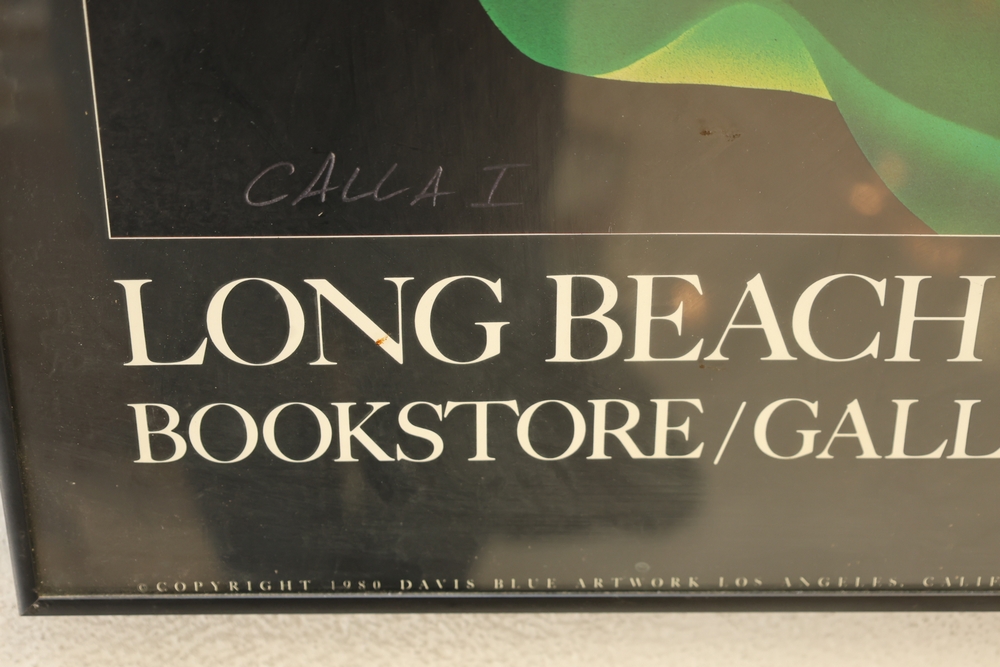 CALLA I
LONG BEACH
BOOKSTORE/GALL
©COPYRIGHT 1980 DAVIS BLUE ARTWORK LOS ANGELES, CALIF